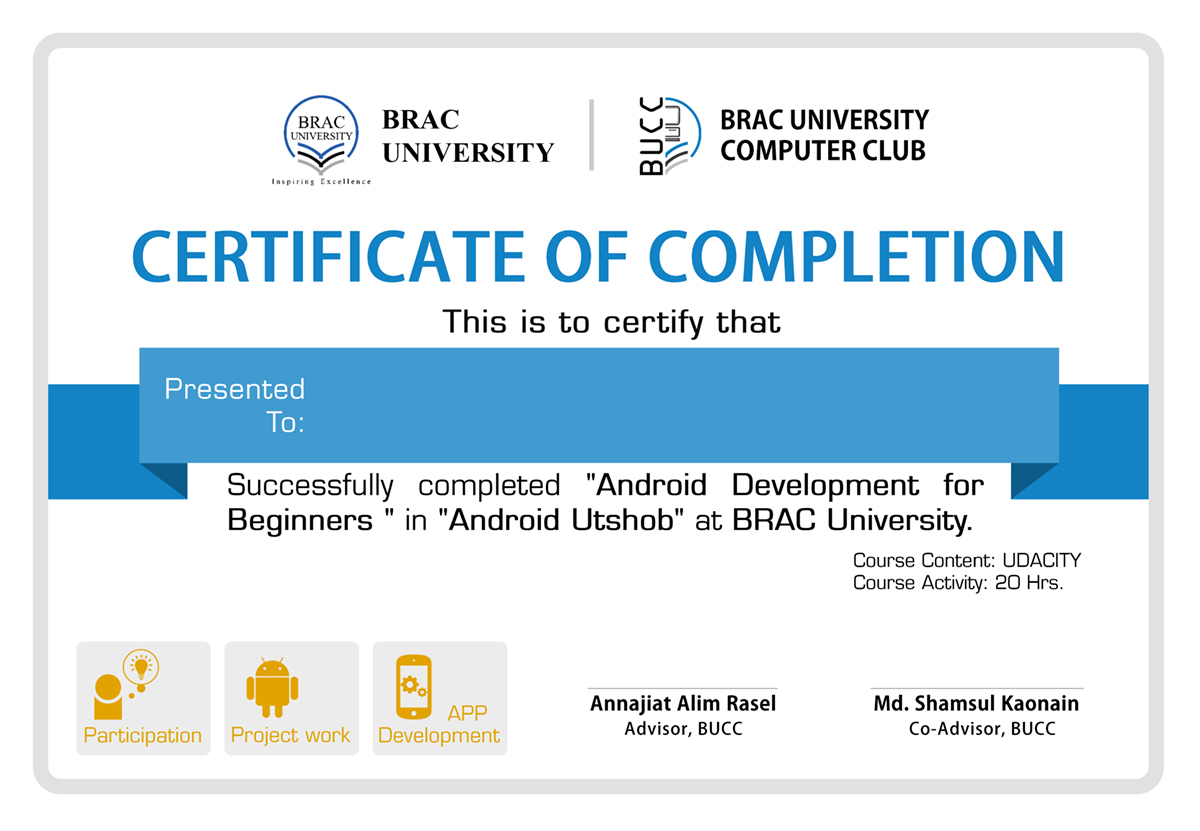 BRAC
UNIVERSITY
Inspiring Excellence
BRAC
UNIVERSITY
BUCC
BRAC UNIVERSITY
COMPUTER CLUB
CERTIFICATE OF COMPLETION
This is to certify that
Presented
To:
Successfully completed "Android Development for
Beginners " in "Android Utshob" at BRAC University.
Course Content: UDACITY
Course Activity: 20 Hrs.
Participation
Project work
APP
Development
Annajiat Alim Rasel
Advisor, BUCC
Md. Shamsul Kaonain
Co-Advisor, BUCC